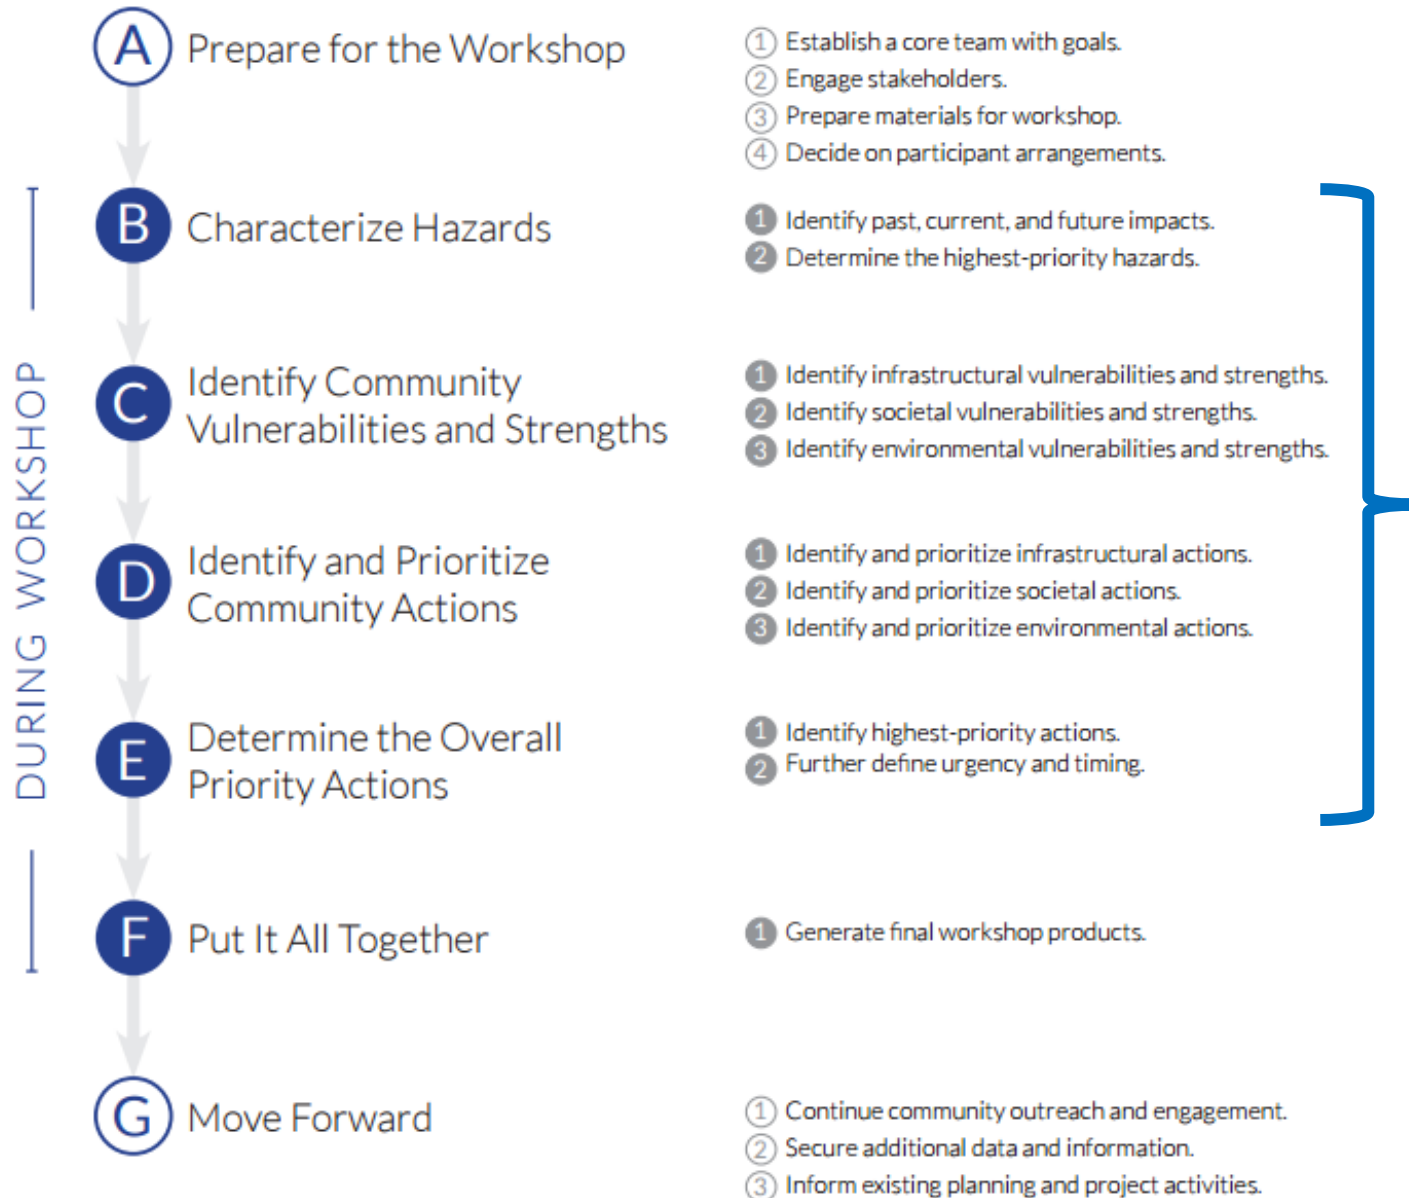 A Prepare for the Workshop
1 Establish a core team with goals.
2 Engage stakeholders.
3 Prepare materials for workshop.
4 Decide on participant arrangements.
DURING WORKSHOP
B Characterize Hazards
1 Identify past, current, and future impacts.
2 Determine the highest-priority hazards.
C Identify Community
Vulnerabilities and Strengths
1 Identify infrastructural vulnerabilities and strengths.
2 Identify societal vulnerabilities and strengths.
3 Identify environmental vulnerabilities and strengths.
D Identify and Prioritize
Community Actions
1 Identify and prioritize infrastructural actions.
2 Identify and prioritize societal actions.
3 Identify and prioritize environmental actions.
E Determine the Overall
Priority Actions
1 Identify highest-priority actions.
2 Further define urgency and timing.
F Put It All Together
1 Generate final workshop products.
G Move Forward
1 Continue community outreach and engagement.
2 Secure additional data and information.
3 Inform existing planning and project activities.